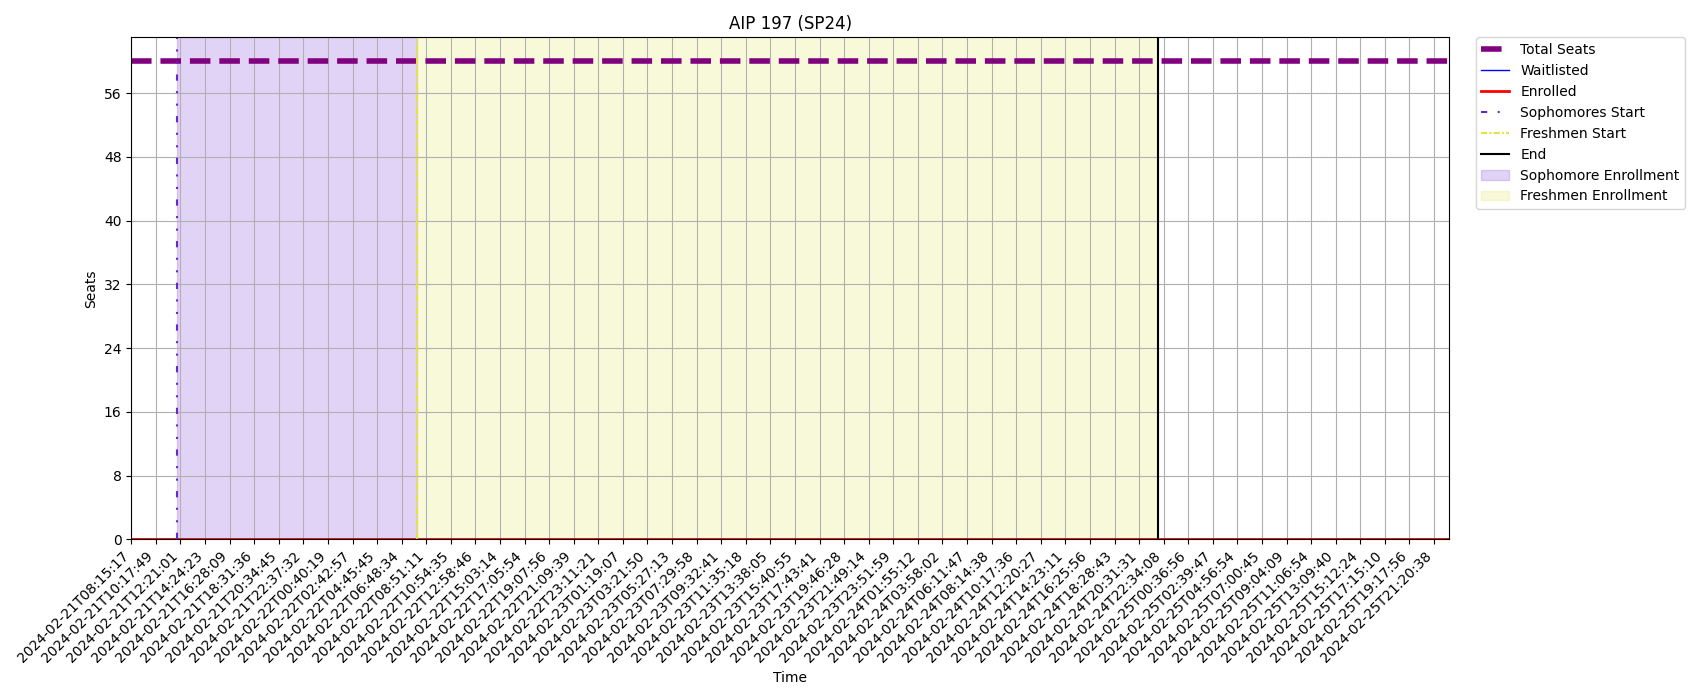 AIP 197 (SP24)
Total Seats
Waitlisted
Enrolled
Sophomores Start
Freshmen Start
End
Sophomore Enrollment
Freshmen Enrollment
Seats
56
48
40
32
24
16
8
0
2024-02-21T08:15:17
2024-02-21T10:17:49
2024-02-21T12:21:01
2024-02-21T14:24:23
2024-02-21T16:28:09
2024-02-21T18:31:36
2024-02-21T20:34:45
2024-02-21T22:37:32
2024-02-22T00:40:19
2024-02-22T02:42:57
2024-02-22T04:45:45
2024-02-22T06:48:34
2024-02-22T08:51:11
2024-02-22T10:54:35
2024-02-22T12:58:46
2024-02-22T15:03:14
2024-02-22T17:05:54
2024-02-22T19:07:56
2024-02-22T21:09:39
2024-02-22T23:11:21
2024-02-23T01:19:07
2024-02-23T03:21:50
2024-02-23T05:27:13
2024-02-23T07:29:58
2024-02-23T09:32:41
2024-02-23T11:35:18
2024-02-23T13:38:05
2024-02-23T15:40:55
2024-02-23T17:43:41
2024-02-23T19:46:28
2024-02-23T21:49:14
2024-02-23T23:51:59
2024-02-24T01:55:12
2024-02-24T03:58:02
2024-02-24T06:11:47
2024-02-24T08:14:38
2024-02-24T10:17:36
2024-02-24T12:20:27
2024-02-24T14:23:11
2024-02-24T16:25:56
2024-02-24T18:28:43
2024-02-24T20:31:31
2024-02-24T22:34:08
2024-02-25T00:36:56
2024-02-25T02:39:47
2024-02-25T04:56:54
2024-02-25T07:00:45
2024-02-25T09:04:09
2024-02-25T11:06:54
2024-02-25T13:09:40
2024-02-25T15:12:24
2024-02-25T17:15:10
2024-02-25T19:17:56
2024-02-25T21:20:38
Time